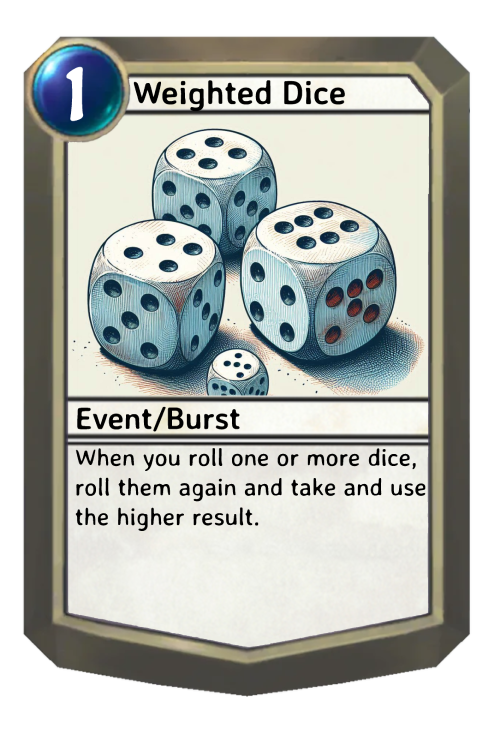 1
Weighted Dice
Event/Burst
When you roll one or more dice,
roll them again and take and use
the higher result.